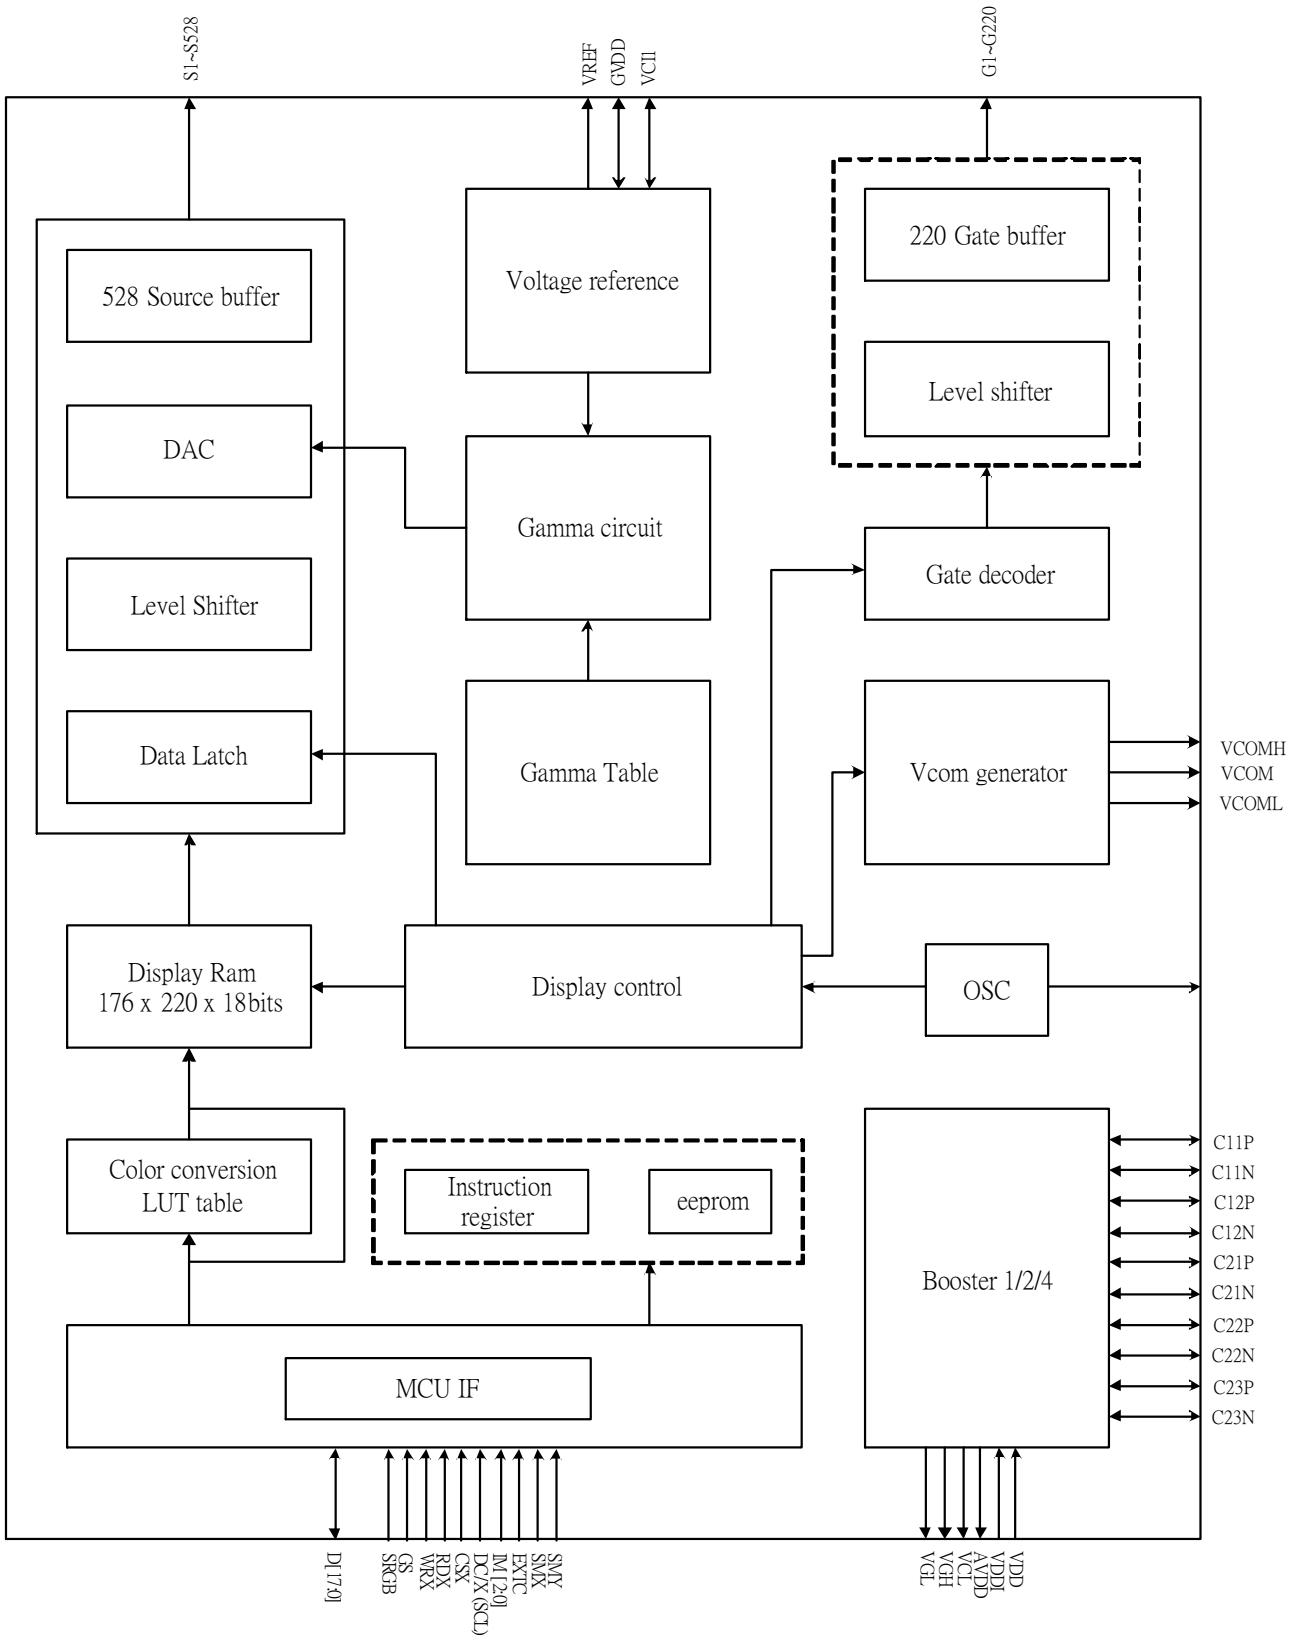 S1~S528
VREF
GVDD
VCI1
G1~G220
528 Source buffer
Voltage reference
220 Gate buffer
Level shifter
DAC
Gamma circuit
Gate decoder
Level Shifter
Data Latch
Gamma Table
Vcom generator
VCOMH
VCOM
VCOML
Display Ram
176 x 220 x 18bits
Display control
OSC
Color conversion
LUT table
Instruction
register
eeprom
Booster 1/2/4
C11P
C11N
C12P
C12N
C21P
C21N
C22P
C22N
C23P
C23N
MCU IF
D[17:0]
SRGB
GS
WRX
RDX
CSX
DC/X (SCL)
IM [2:0]
EXTC
SMX
SMY
VGL
VGH
VCL
AVDD
VDDI
VDD